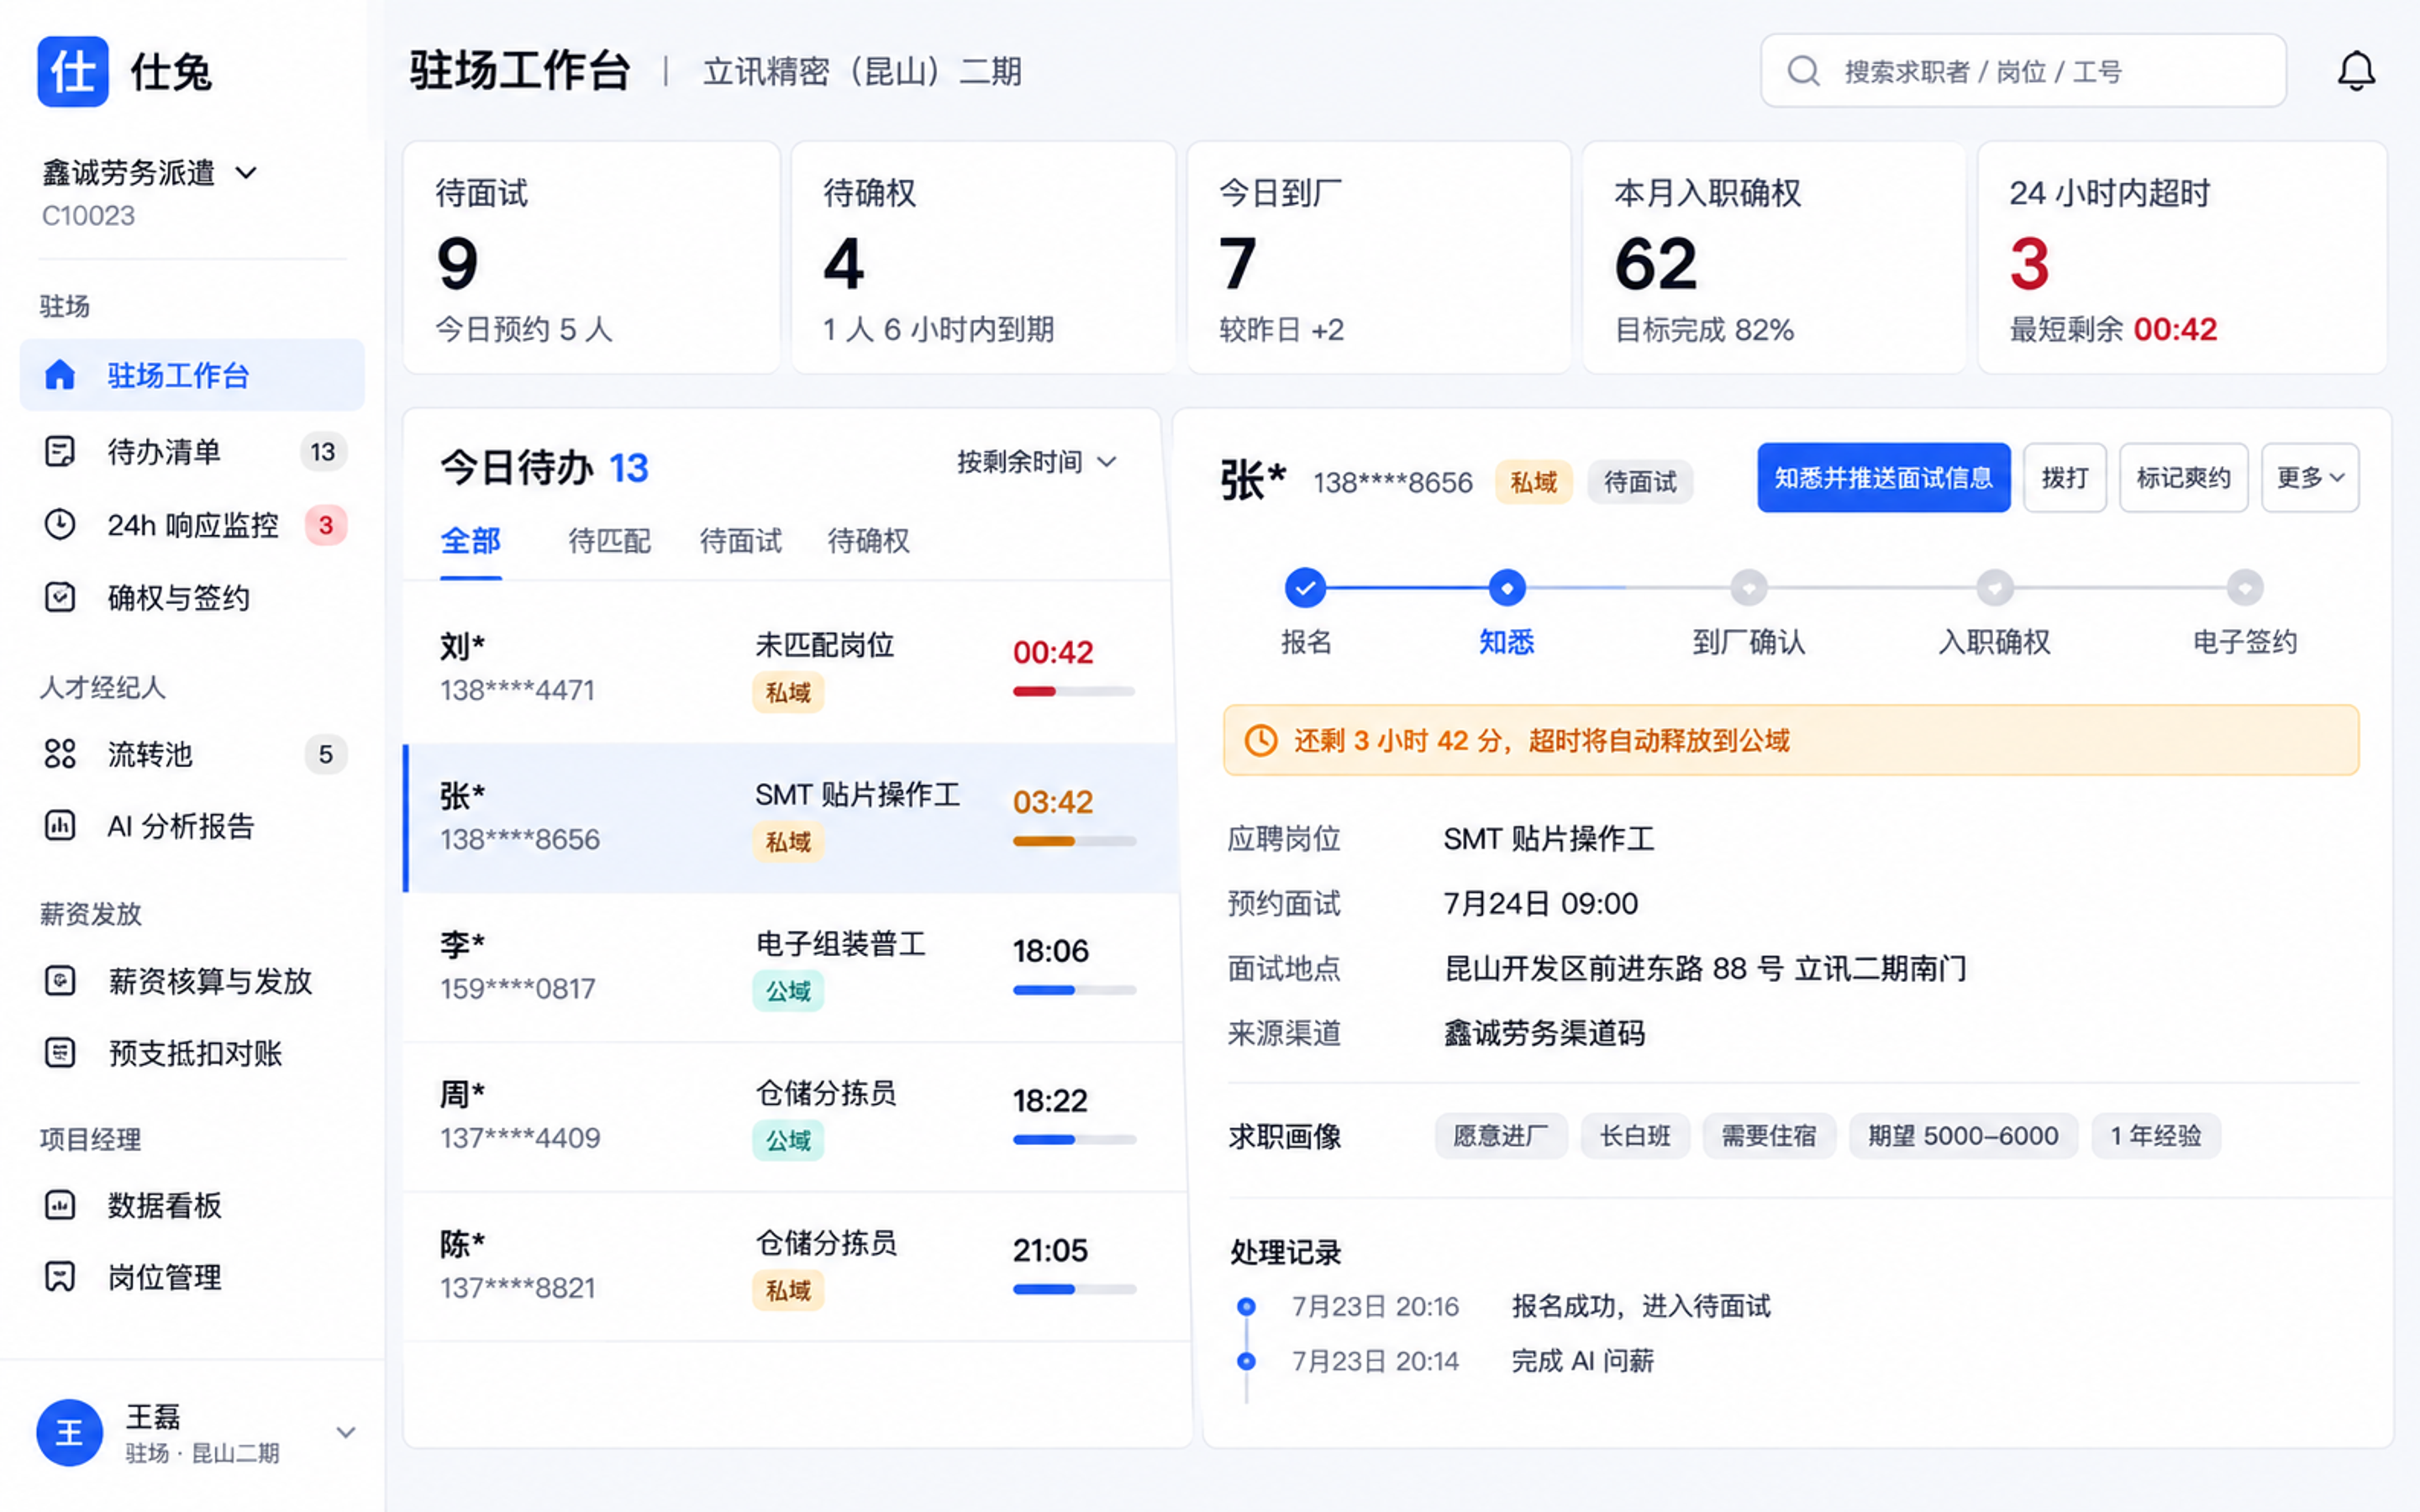 仕 仕兔
鑫诚劳务派遣
C10023
驻场
驻场工作台
待办清单 13
24h 响应监控 3
确权与签约
人才经纪人
流转池 5
AI 分析报告
薪资发放
薪资核算与发放
预支抵扣对账
项目经理
数据看板
岗位管理
王 王磊
驻场 · 昆山二期
驻场工作台 | 立讯精密（昆山）二期
搜索求职者 / 岗位 / 工号
待面试
9
今日预约 5 人
待确权
4
1 人 6 小时内到期
今日到厂
7
较昨日 +2
本月入职确权
62
目标完成 82%
24 小时内超时
3
最短剩余 00:42
今日待办 13 按剩余时间
全部 待匹配 待面试 待确权
刘* 未匹配岗位 00:42
138****4471 私域
张* SMT 贴片操作工 03:42
138****8656 私域
李* 电子组装普工 18:06
159****0817 公域
周* 仓储分拣员 18:22
137****4409 公域
陈* 仓储分拣员 21:05
137****8821 私域
张* 138****8656 私域 待面试 知悉并推送面试信息 拨打 标记爽约 更多
报名 知悉 到厂确认 入职确权 电子签约
还剩 3 小时 42 分，超时将自动释放到公域
应聘岗位 SMT 贴片操作工
预约面试 7月24日 09:00
面试地点 昆山开发区前进东路 88 号 立讯二期南门
来源渠道 鑫诚劳务渠道码
求职画像 愿意进厂 长白班 需要住宿 期望 5000–6000 1 年经验
处理记录
7月23日 20:16 报名成功，进入待面试
7月23日 20:14 完成 AI 问薪